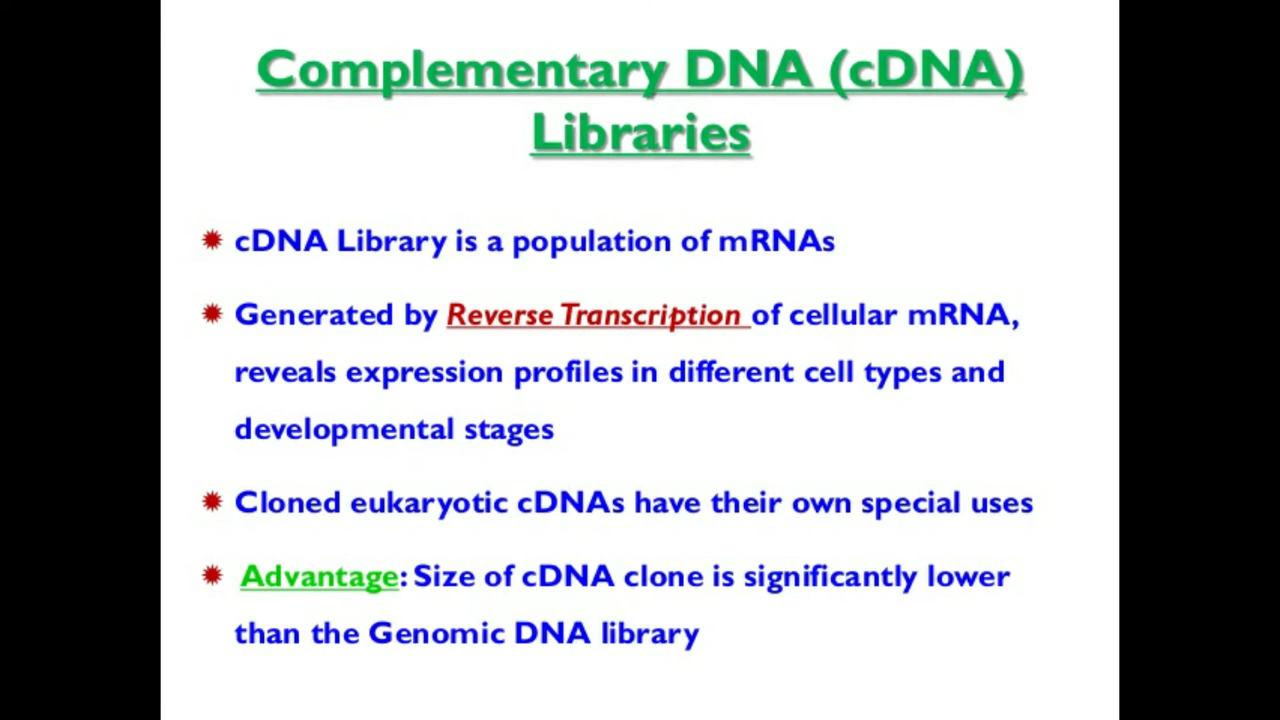 Complementary DNA (cDNA)
Libraries
cDNA Library is a population of mRNAs
Generated by Reverse Transcription of cellular mRNA,
reveals expression profiles in different cell types and
developmental stages
Cloned eukaryotic cDNAs have their own special uses
Advantage: Size of cDNA clone is significantly lower
than the Genomic DNA library